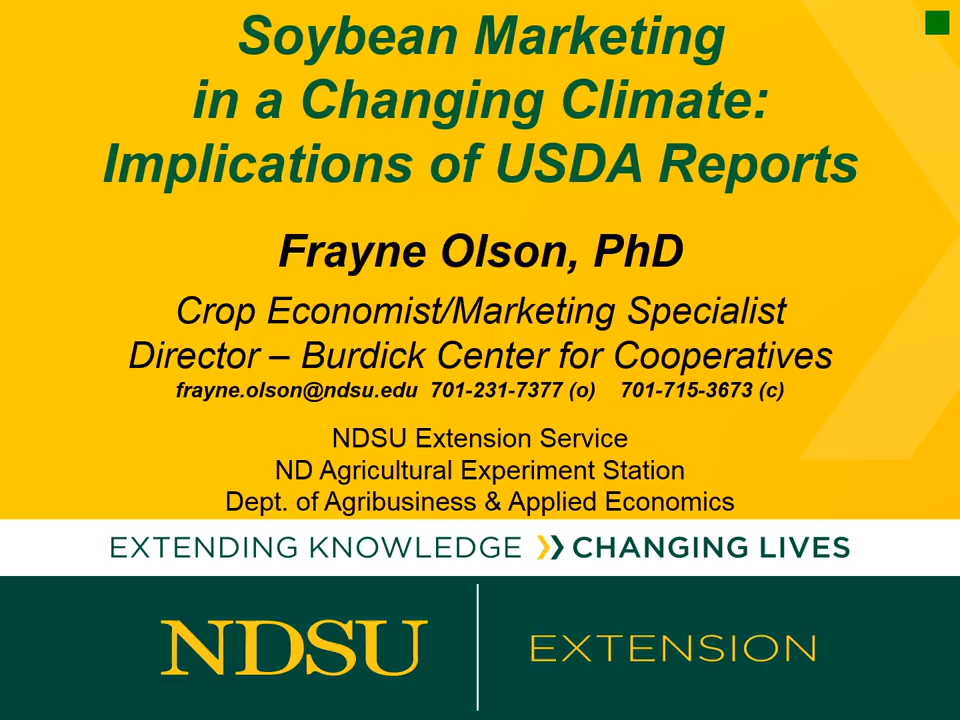 Soybean Marketing
in a Changing Climate:
Implications of USDA Reports
Frayne Olson, PhD
Crop Economist/Marketing Specialist
Director – Burdick Center for Cooperatives
frayne.olson@ndsu.edu 701-231-7377 (o) 701-715-3673 (c)
NDSU Extension Service
ND Agricultural Experiment Station
Dept. of Agribusiness & Applied Economics
EXTENDING KNOWLEDGE CHANGING LIVES
NDSU EXTENSION